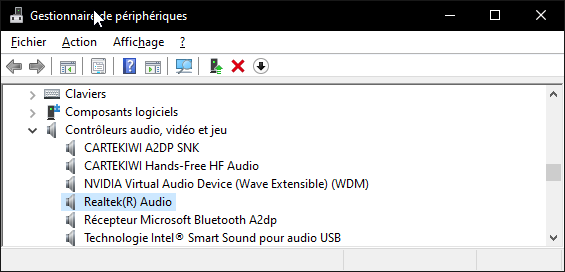 Gestionnaire de périphériques
Fichier Action Affichage ?
Claviers
Composants logiciels
Contrôleurs audio, vidéo et jeu
CARTEKIWI A2DP SNK
CARTEKIWI Hands-Free HF Audio
NVIDIA Virtual Audio Device (Wave Extensible) (WDM)
Realtek(R) Audio
Récepteur Microsoft Bluetooth A2dp
Technologie Intel® Smart Sound pour audio USB